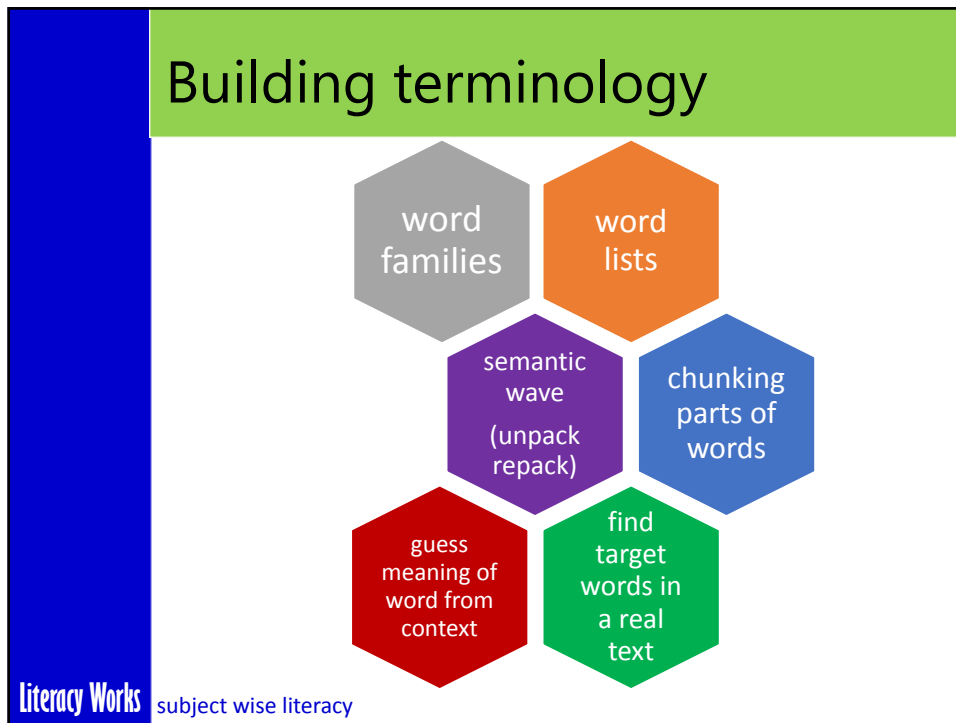 Building terminology
word
families
word
lists
semantic
wave
(unpack
repack)
chunking
parts of
words
guess
meaning of
word from
context
find
target
words in
a real
text
Literacy Works
subject wise literacy